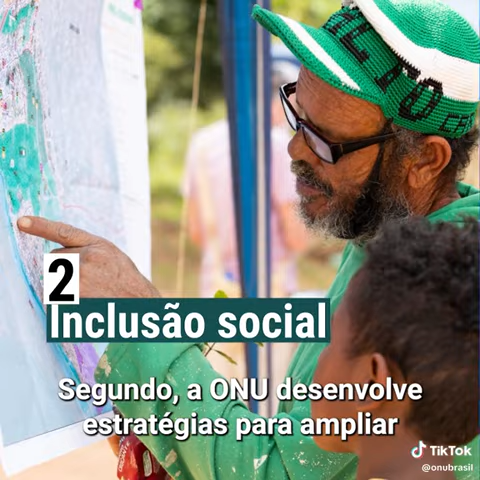 2
Inclusão social
Segundo, a ONU desenvolve
estratégias para ampliar
TikTok
@onubrasil